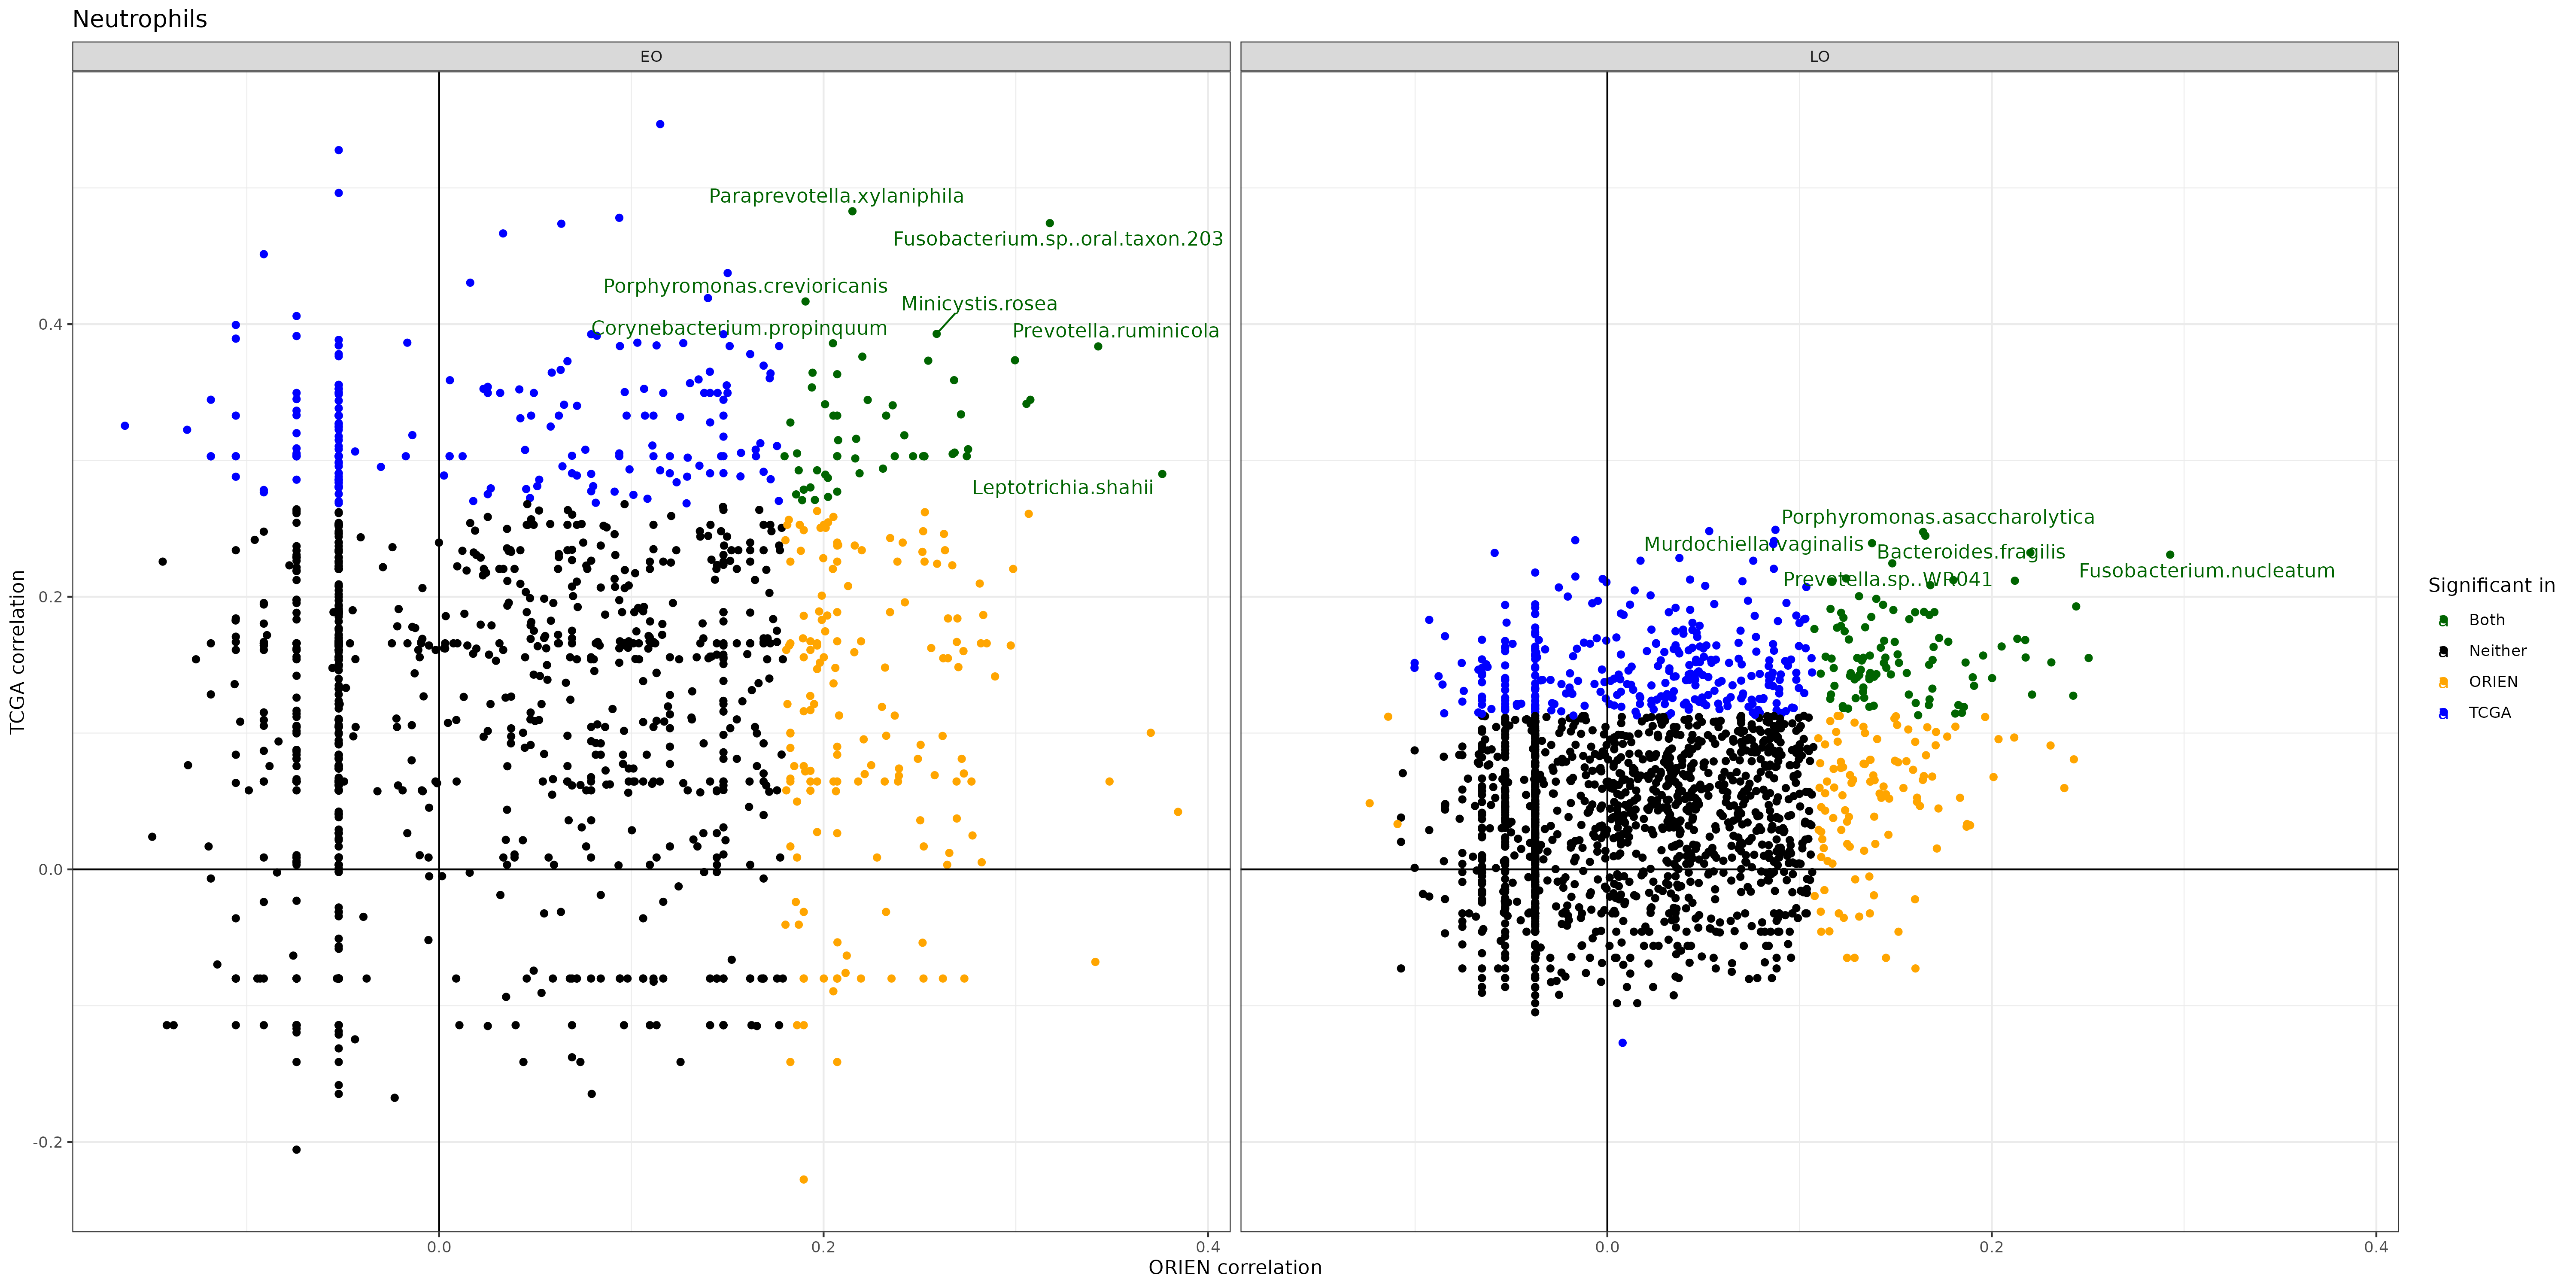 Neutrophils
EO
LO
Paraprevotella.xylaniphila
Fusobacterium.sp..oral.taxon.203
Porphyromonas.crevioricanis
Minicystis.rosea
Corynebacterium.propinquum
Prevotella.ruminicola
Leptotrichia.shahii
Porphyromonas.asaccharolytica
Murdochiella.vaginalis
Bacteroides.fragilis
Fusobacterium.nucleatum
Prevotella.sp..WR041
TCGA correlation
0.4
0.2
0.0
-0.2
0.0
0.2
0.4
0.0
0.2
0.4
ORIEN correlation
Significant in
a Both
a Neither
a ORIEN
a TCGA